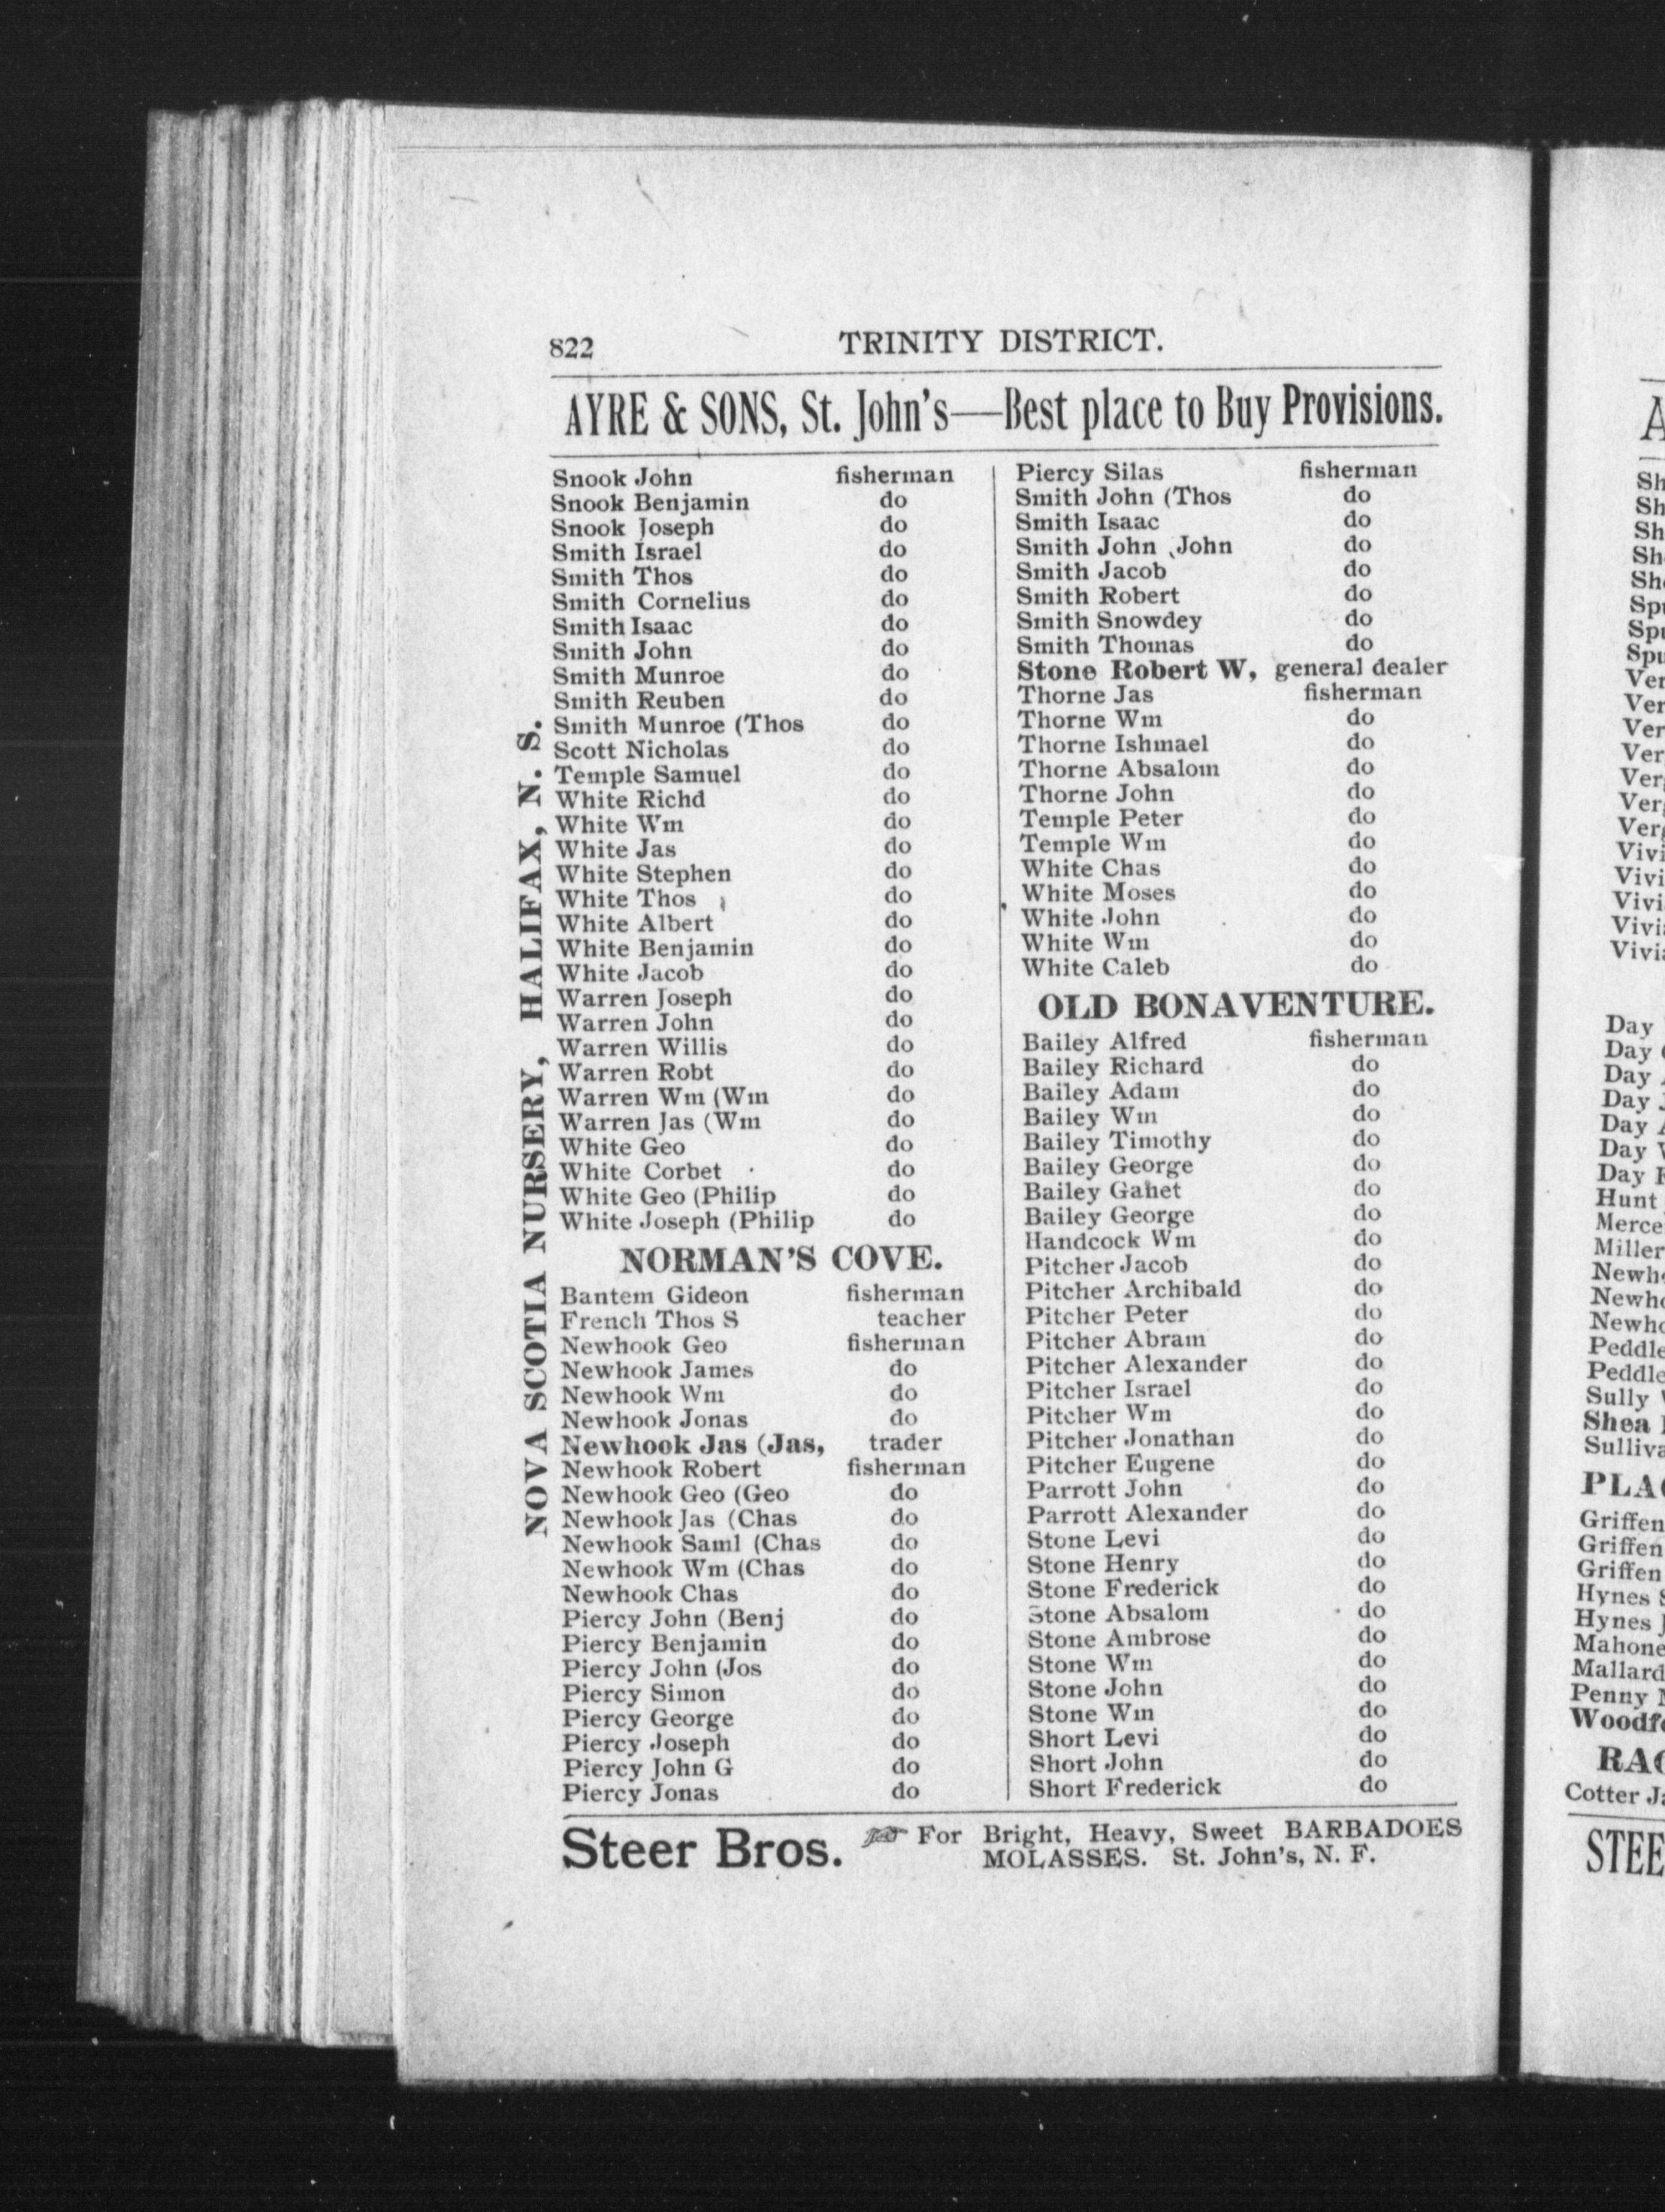 822 TRINITY DISTRICT.
AYRE & SONS, St. John's—Best place to Buy Provisions.
NOVA SCOTIA NURSERY, HALIFAX, N. S.
Snook John fisherman
Snook Benjamin do
Snook Joseph do
Smith Israel do
Smith Thos do
Smith Cornelius do
Smith Isaac do
Smith John do
Smith Munroe do
Smith Reuben do
Smith Munroe (Thos do
Scott Nicholas do
Temple Samuel do
White Richd do
White Wm do
White Jas do
White Stephen do
White Thos do
White Albert do
White Benjamin do
White Jacob do
Warren Joseph do
Warren John do
Warren Willis do
Warren Robt do
Warren Wm (Wm do
Warren Jas (Wm do
White Geo do
White Corbet do
White Geo (Philip do
White Joseph (Philip do
NORMAN'S COVE.
Bantem Gideon fisherman
French Thos S teacher
Newhook Geo fisherman
Newhook James do
Newhook Wm do
Newhook Jonas do
Newhook Jas (Jas, trader
Newhook Robert fisherman
Newhook Geo (Geo do
Newhook Jas (Chas do
Newhook Saml (Chas do
Newhook Wm (Chas do
Newhook Chas do
Piercy John (Benj do
Piercy Benjamin do
Piercy John (Jos do
Piercy Simon do
Piercy George do
Piercy Joseph do
Piercy John G do
Piercy Jonas do
Piercy Silas fisherman
Smith John (Thos do
Smith Isaac do
Smith John (John do
Smith Jacob do
Smith Robert do
Smith Snowdey do
Smith Thomas do
Stone Robert W, general dealer
Thorne Jas fisherman
Thorne Wm do
Thorne Ishmael do
Thorne Absalom do
Thorne John do
Temple Peter do
Temple Wm do
White Chas do
White Moses do
White John do
White Wm do
White Caleb do
OLD BONAVENTURE.
Bailey Alfred fisherman
Bailey Richard do
Bailey Adam do
Bailey Wm do
Bailey Timothy do
Bailey George do
Bailey Gahet do
Bailey George do
Handcock Wm do
Pitcher Jacob do
Pitcher Archibald do
Pitcher Peter do
Pitcher Abram do
Pitcher Alexander do
Pitcher Israel do
Pitcher Wm do
Pitcher Jonathan do
Pitcher Eugene do
Parrott John do
Parrott Alexander do
Stone Levi do
Stone Henry do
Stone Frederick do
Stone Absalom do
Stone Ambrose do
Stone Wm do
Stone John do
Stone Wm do
Short Levi do
Short John do
Short Frederick do
Steer Bros. ☞ For Bright, Heavy, Sweet BARBADOES
MOLASSES. St. John's, N. F.
Day
Day
Day
Day
Day
Day
Day
Hunt
Griffen
Griffen
Griffen
Hynes
Hynes
Sully
Shea
Penny
Cotter